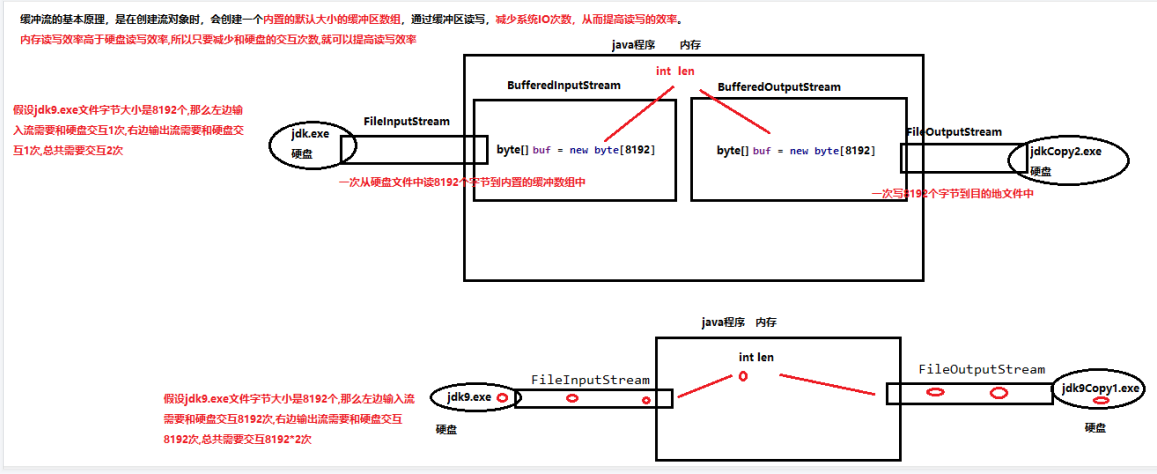 缓冲流的基本原理，是在创建流对象时，会创建一个内置的默认大小的缓冲区数组，通过缓冲区读写，减少系统IO次数，从而提高读写的效率。
内存读写效率高于硬盘读写效率,所以只要减少和硬盘的交互次数,就可以提高读写效率
java程序 内存
int len
BufferedInputStream
BufferedOutputStream
假设jdk9.exe文件字节大小是8192个,那么左边输
入流需要和硬盘交互1次,右边输出流需要和硬盘交
互1次,总共需要交互2次
FileInputStream
FileOutputStream
jdk.exe
硬盘
byte[] buf = new byte[8192]
byte[] buf = new byte[8192]
jdkCopy2.exe
硬盘
一次从硬盘文件中读8192个字节到内置的缓冲数组中
一次写8192个字节到目的地文件中
java程序 内存
int len
FileInputStream
FileOutputStream
jdk9.exe
硬盘
jdk9Copy1.exe
硬盘
假设jdk9.exe文件字节大小是8192个,那么左边输入流
需要和硬盘交互8192次,右边输出流需要和硬盘交互
8192次,总共需要交互8192*2次